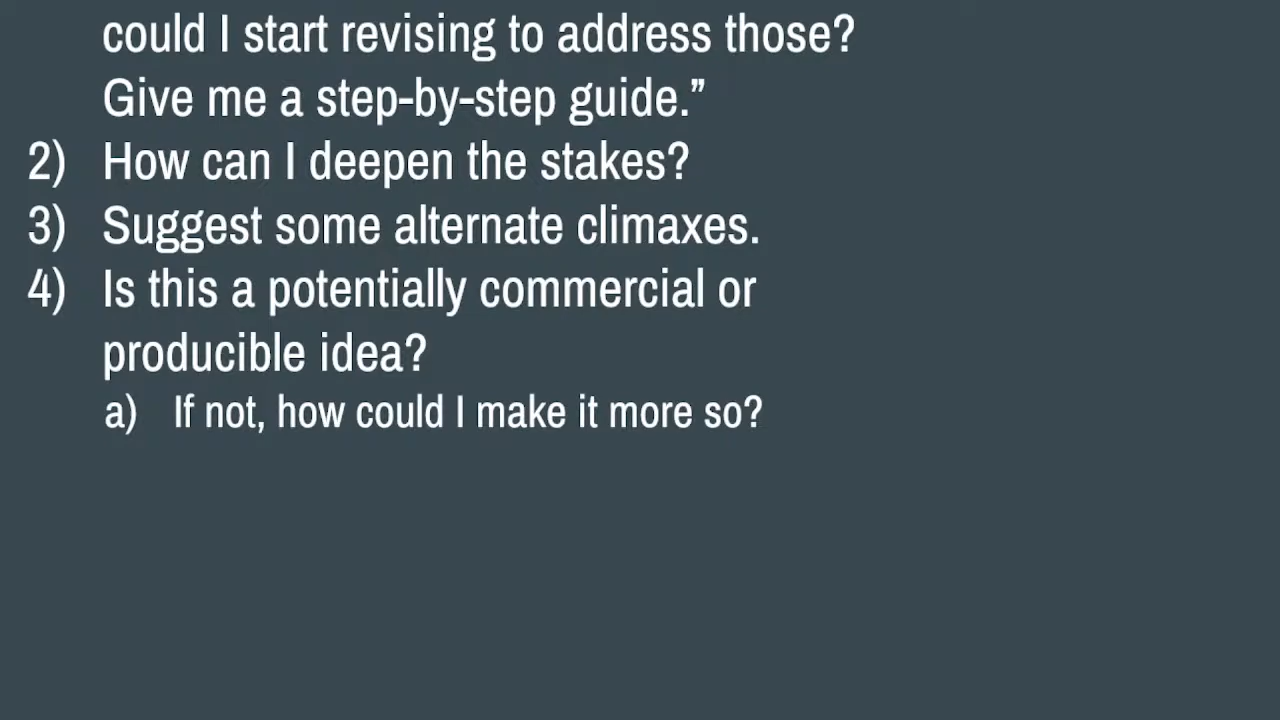 could I start revising to address those?
Give me a step-by-step guide.”
2) How can I deepen the stakes?
3) Suggest some alternate climaxes.
4) Is this a potentially commercial or
producible idea?
a) If not, how could I make it more so?